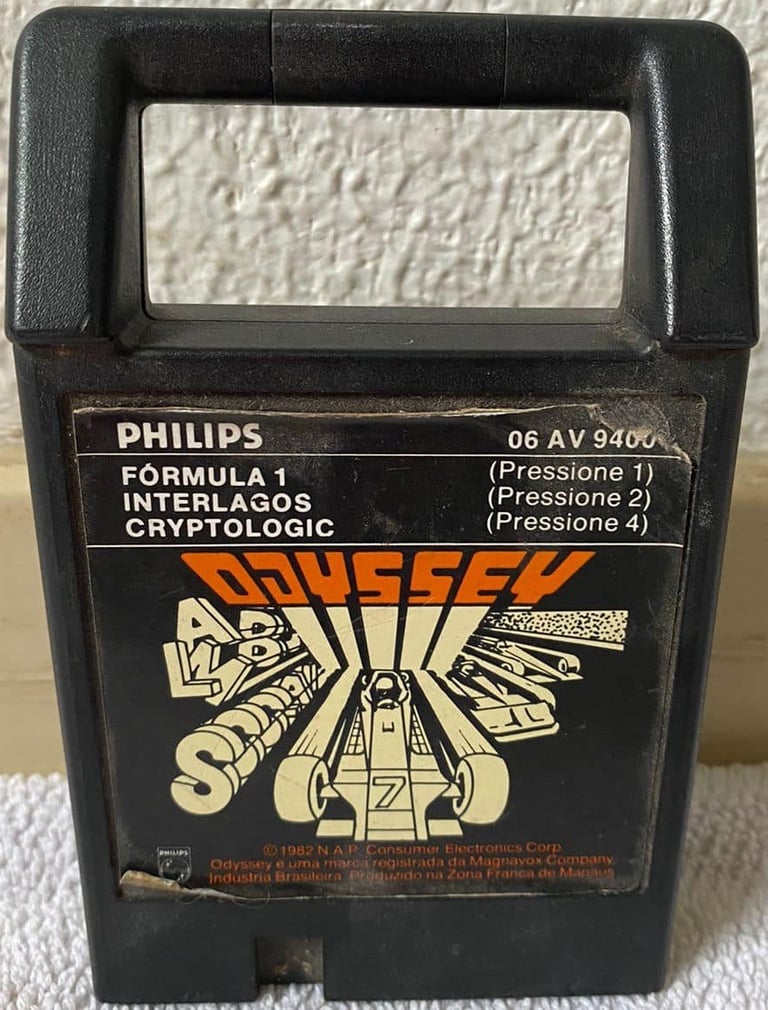 PHILIPS 06 AV 9400
FÓRMULA 1 (Pressione 1)
INTERLAGOS (Pressione 2)
CRYPTOLOGIC (Pressione 4)
ODYSSEY
7
PHILIPS
© 1982 N.A.P. Consumer Electronics Corp.
Odyssey é uma marca registrada da Magnavox Company
Indústria Brasileira Produzido na Zona Franca de Manaus